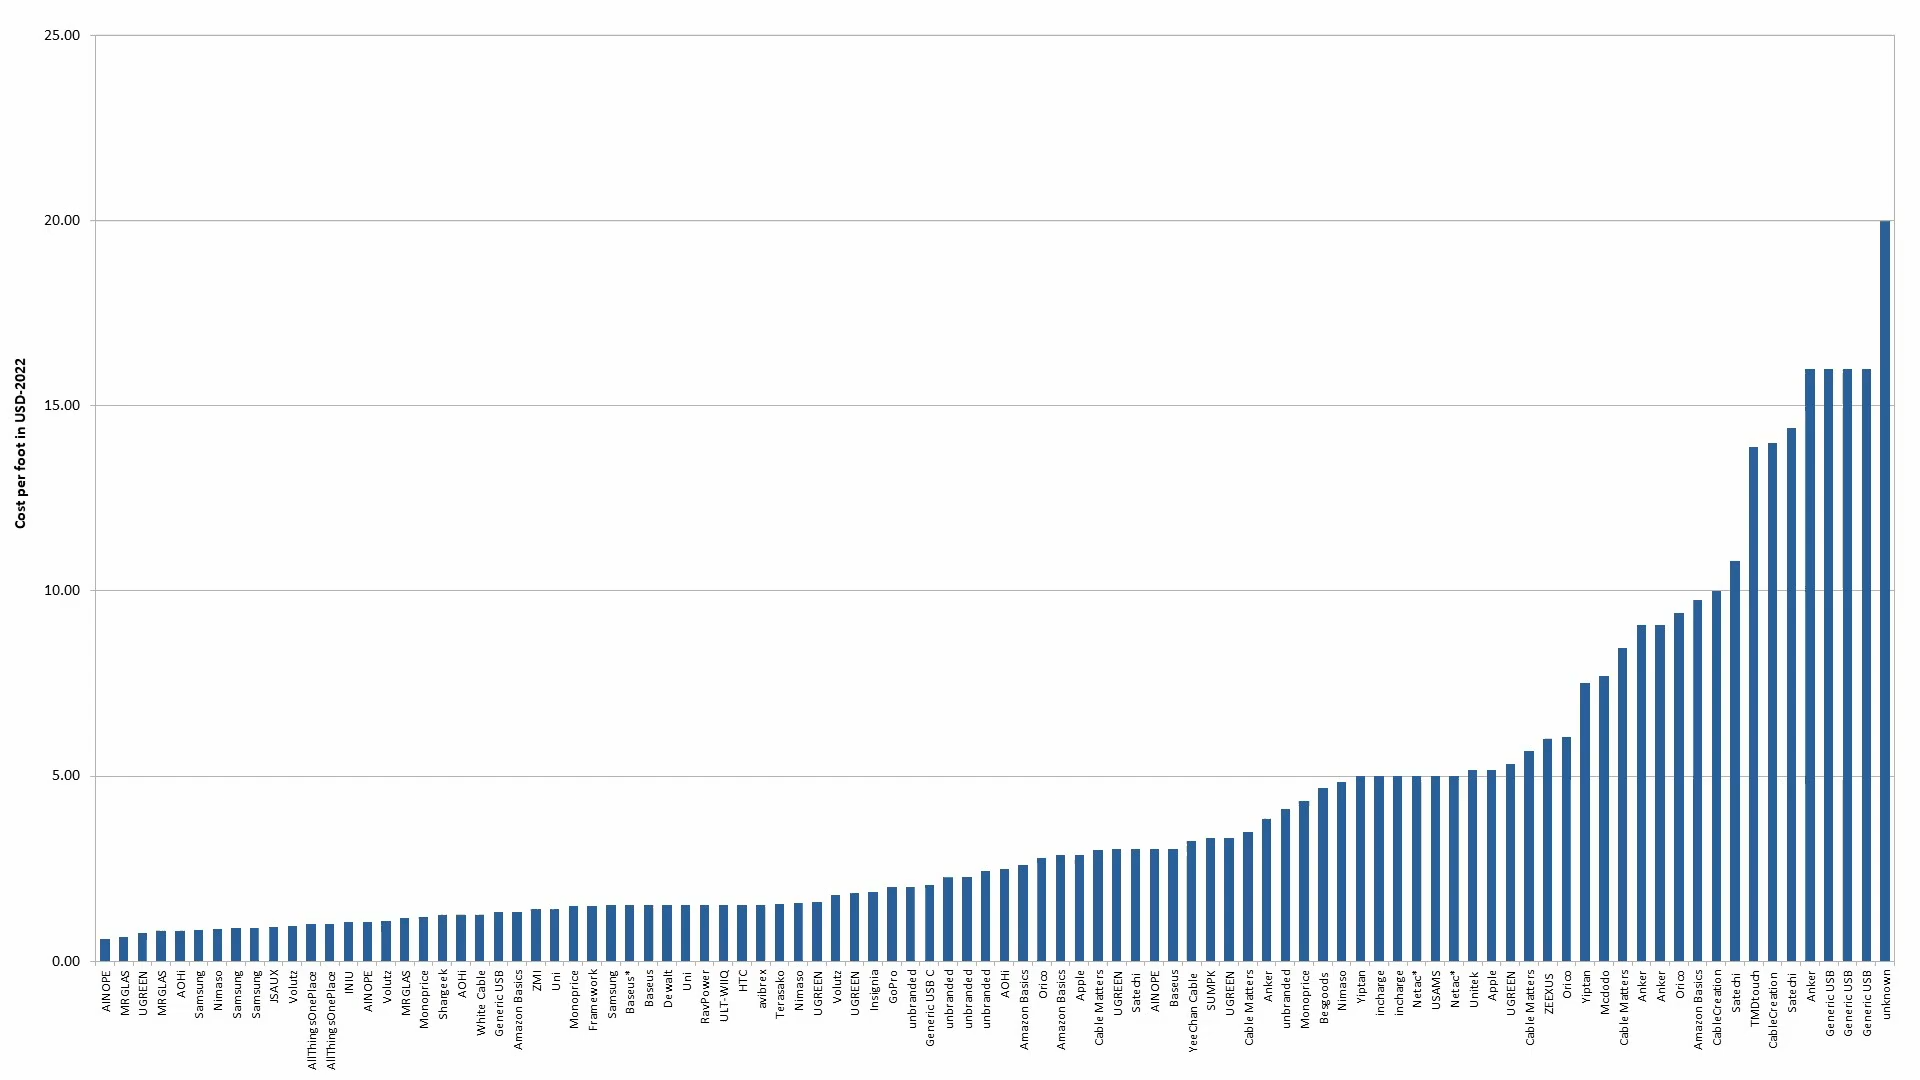 25.00
20.00
15.00
10.00
5.00
0.00
Cost per foot in USD-2022
AINOPE
MRGLAS
UGREEN
MRGLAS
AOHi
Samsung
Nimaso
Samsung
Samsung
JSAUX
Volutz
AllThingsOnePlace
AllThingsOnePlace
INIU
AINOPE
Volutz
MRGLAS
Monoprice
Shargeek
AOHi
White Cable
Generic USB
Amazon Basics
ZMI
Uni
Monoprice
Framework
Samsung
Baseus*
Baseus
Dewalt
Uni
RavPower
ULT-WIIQ
HTC
avibrex
Terasako
Nimaso
UGREEN
Volutz
UGREEN
Insignia
GoPro
unbranded
Generic USB C
unbranded
unbranded
unbranded
AOHi
Amazon Basics
Orico
Amazon Basics
Apple
Cable Matters
UGREEN
Satechi
AINOPE
Baseus
YeeChan Cable
SUMPK
UGREEN
Cable Matters
Anker
unbranded
Monoprice
Besgoods
Nimaso
Yiptan
incharge
incharge
Netac*
USAMS
Netac*
Unitek
Apple
UGREEN
Cable Matters
ZEEXUS
Orico
Yiptan
Mcdodo
Cable Matters
Anker
Anker
Orico
Amazon Basics
CableCreation
Satechi
TMDtouch
CableCreation
Satechi
Anker
Generic USB
Generic USB
Generic USB
unknown